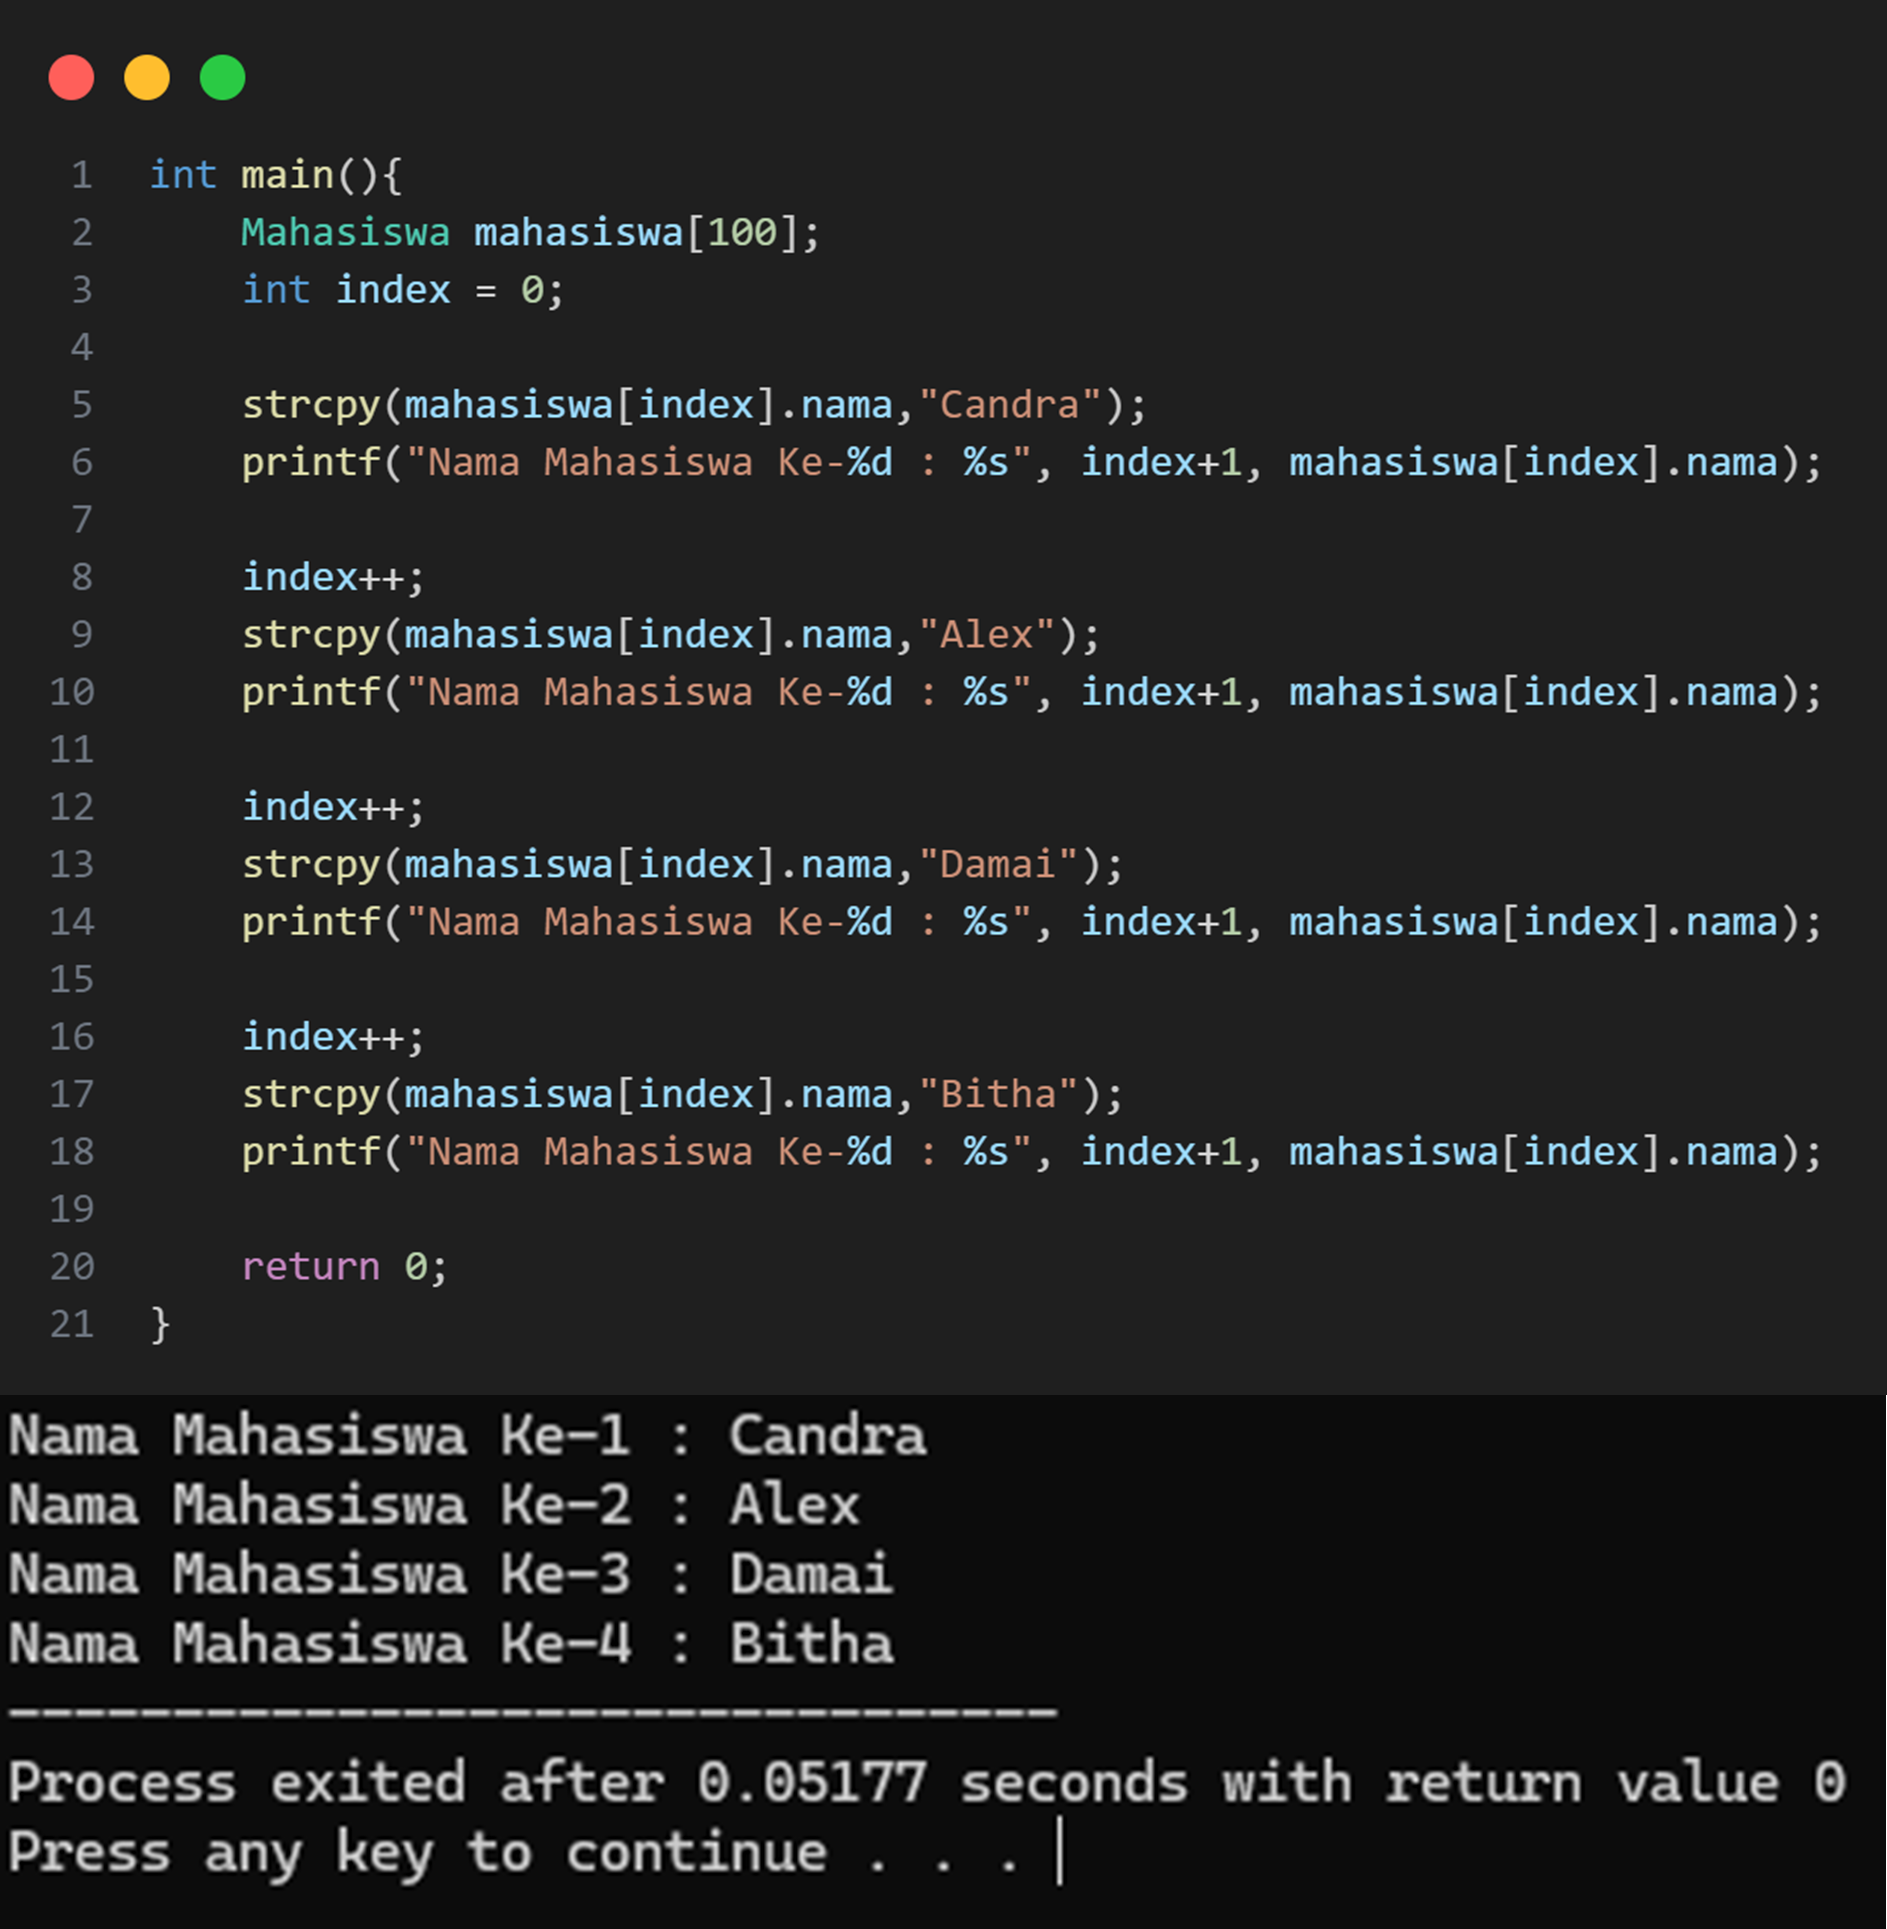 1 int main(){
2 Mahasiswa mahasiswa[100];
3 int index = 0;
4
5 strcpy(mahasiswa[index].nama,"Candra");
6 printf("Nama Mahasiswa Ke-%d : %s", index+1, mahasiswa[index].nama);
7
8 index++;
9 strcpy(mahasiswa[index].nama,"Alex");
10 printf("Nama Mahasiswa Ke-%d : %s", index+1, mahasiswa[index].nama);
11
12 index++;
13 strcpy(mahasiswa[index].nama,"Damai");
14 printf("Nama Mahasiswa Ke-%d : %s", index+1, mahasiswa[index].nama);
15
16 index++;
17 strcpy(mahasiswa[index].nama,"Bitha");
18 printf("Nama Mahasiswa Ke-%d : %s", index+1, mahasiswa[index].nama);
19
20 return 0;
21 }
Nama Mahasiswa Ke-1 : Candra
Nama Mahasiswa Ke-2 : Alex
Nama Mahasiswa Ke-3 : Damai
Nama Mahasiswa Ke-4 : Bitha
--------------------------------
Process exited after 0.05177 seconds with return value 0
Press any key to continue . . .